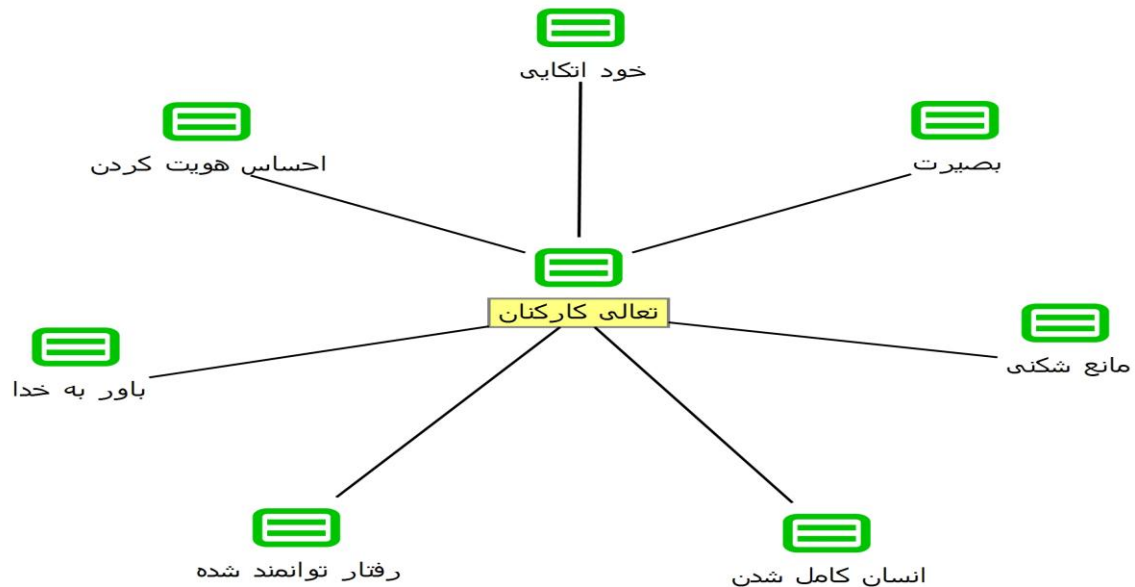 خود اتکایی
بصیرت
احساس هویت کردن
تعالی کارکنان
مانع شکنی
باور به خدا
رفتار توانمند شده
انسان کامل شدن